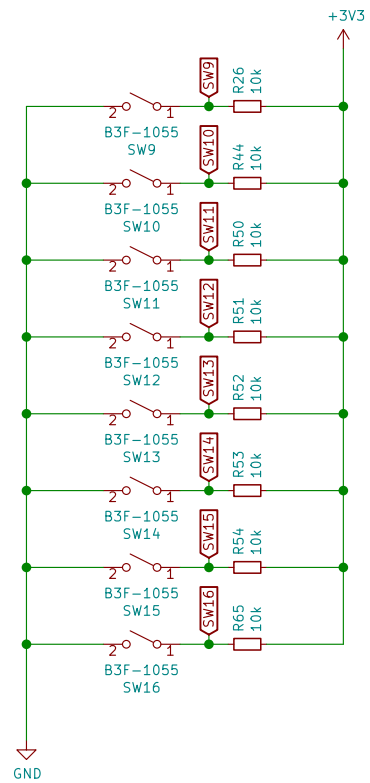 +3V3
SW9
R26
10k
2
1
B3F-1055
SW9
SW10
R44
10k
2
1
B3F-1055
SW10
SW11
R50
10k
2
1
B3F-1055
SW11
SW12
R51
10k
2
1
B3F-1055
SW12
SW13
R52
10k
2
1
B3F-1055
SW13
SW14
R53
10k
2
1
B3F-1055
SW14
SW15
R54
10k
2
1
B3F-1055
SW15
SW16
R65
10k
2
1
B3F-1055
SW16
GND